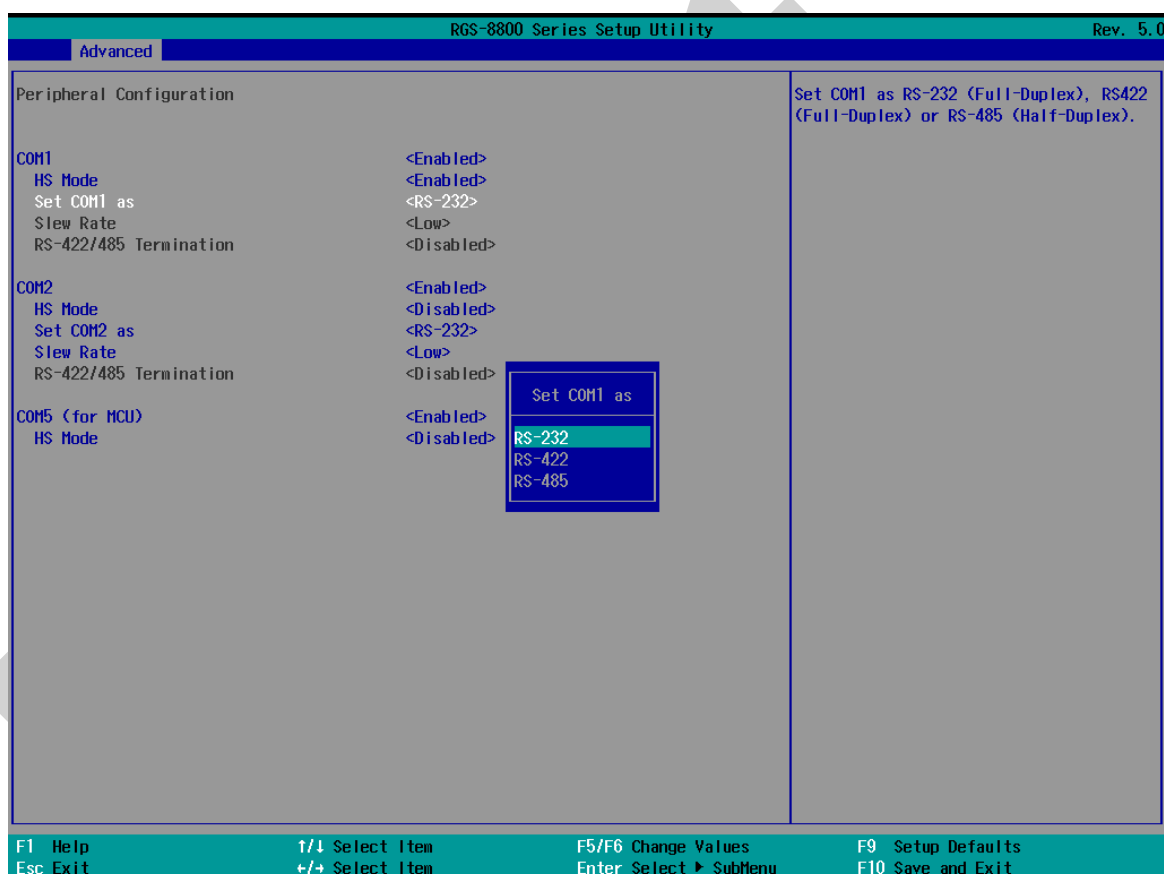 RGS-8800 Series Setup Utility Rev. 5.0
Advanced
Peripheral Configuration
Set COM1 as RS-232 (Full-Duplex), RS422
(Full-Duplex) or RS-485 (Half-Duplex).
COM1 <Enabled>
HS Mode <Enabled>
Set COM1 as <RS-232>
Slew Rate <Low>
RS-422/485 Termination <Disabled>
COM2 <Enabled>
HS Mode <Disabled>
Set COM2 as <RS-232>
Slew Rate <Low>
RS-422/485 Termination <Disabled>
COM5 (for MCU) <Enabled>
HS Mode <Disabled>
Set COM1 as
RS-232
RS-422
RS-485
F1 Help ↑/↓ Select Item F5/F6 Change Values F9 Setup Defaults
Esc Exit ←/→ Select Item Enter Select ▶ SubMenu F10 Save and Exit